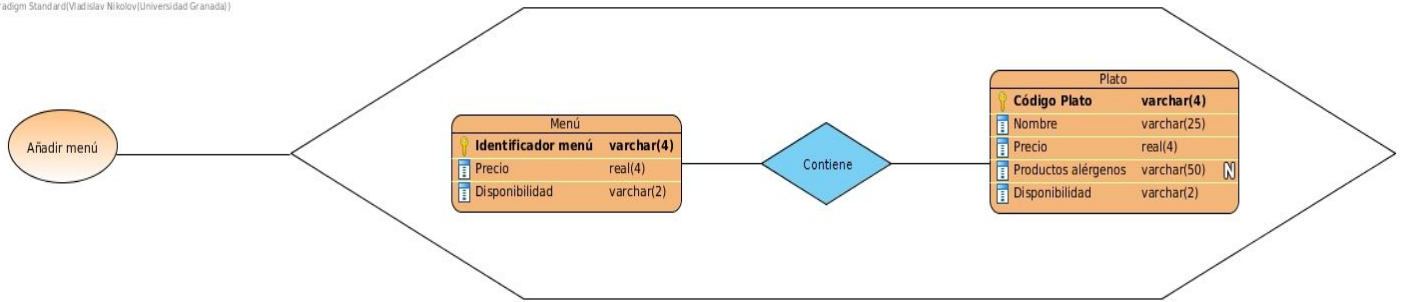 radigm Standard(Vladislav Nikolov(Universidad Granada))
Añadir menú
Menú
Identificador menú varchar(4)
Precio real(4)
Disponibilidad varchar(2)
Contiene
Plato
Código Plato varchar(4)
Nombre varchar(25)
Precio real(4)
Productos alérgenos varchar(50) N
Disponibilidad varchar(2)